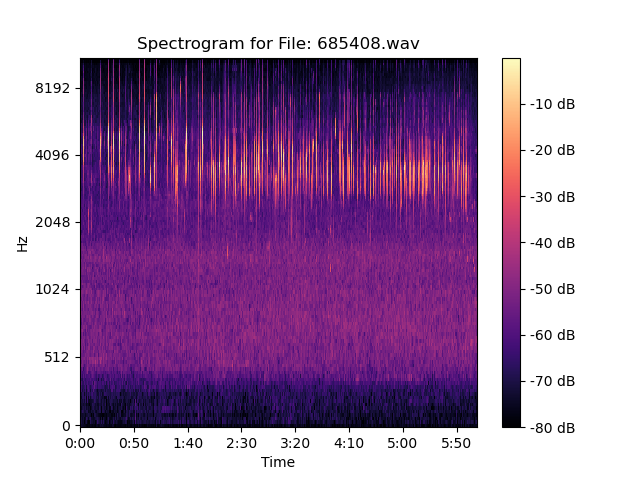 Spectrogram for File: 685408.wav
8192
4096
2048
1024
512
0
Hz
0:00 0:50 1:40 2:30 3:20 4:10 5:00 5:50
Time
-10 dB
-20 dB
-30 dB
-40 dB
-50 dB
-60 dB
-70 dB
-80 dB